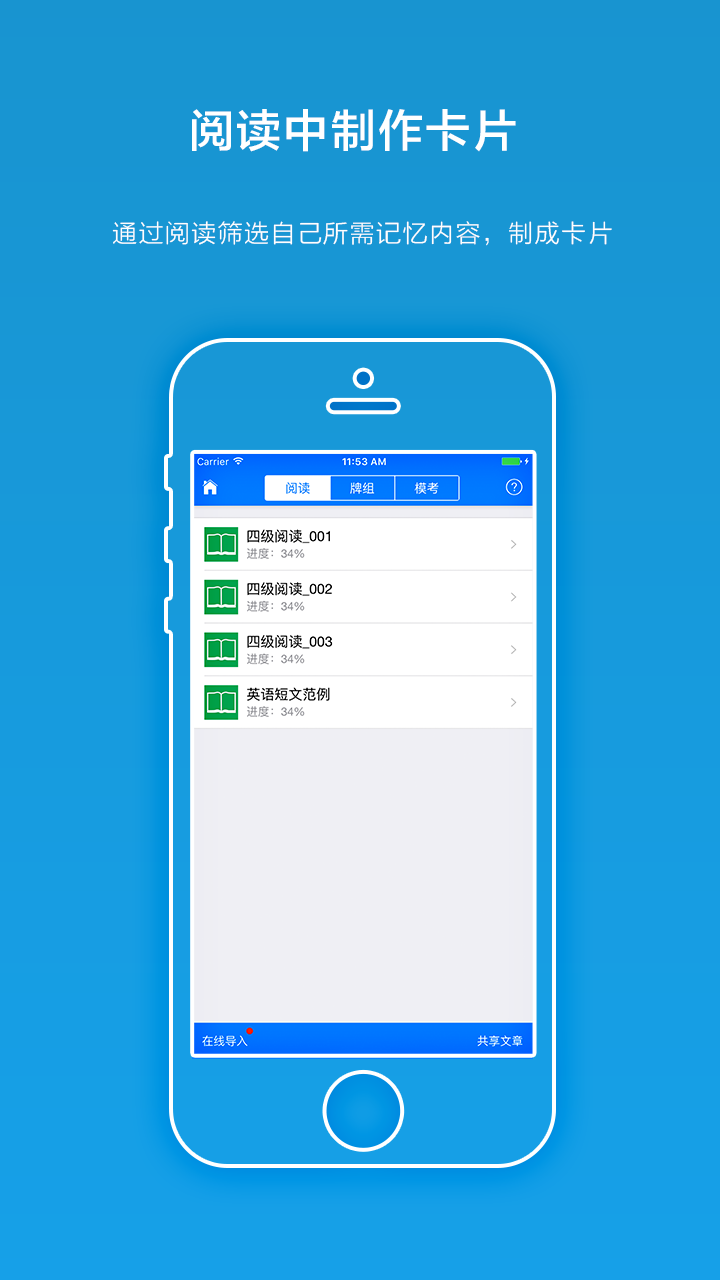 阅读中制作卡片
通过阅读筛选自己所需记忆内容，制成卡片
Carrier 11:53 AM
阅读 牌组 模考 ?
四级阅读_001
进度：34%
四级阅读_002
进度：34%
四级阅读_003
进度：34%
英语短文范例
进度：34%
在线导入 共享文章